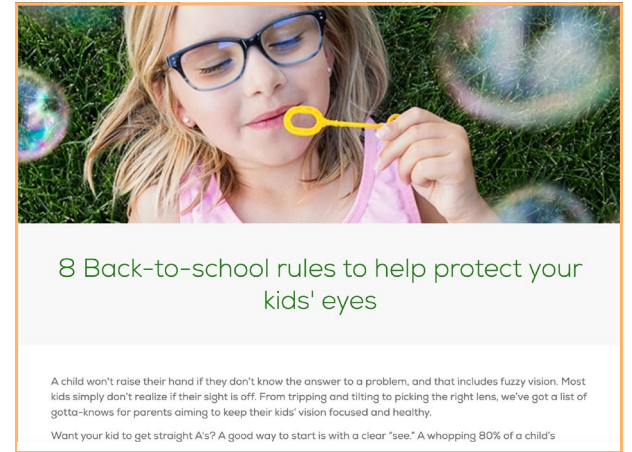 8 Back-to-school rules to help protect your
kids' eyes
A child won't raise their hand if they don't know the answer to a problem, and that includes fuzzy vision. Most
kids simply don't realize if their sight is off. From tripping and tilting to picking the right lens, we've got a list of
gotta-knows for parents aiming to keep their kids' vision focused and healthy.
Want your kid to get straight A's? A good way to start is with a clear "see." A whopping 80% of a child's